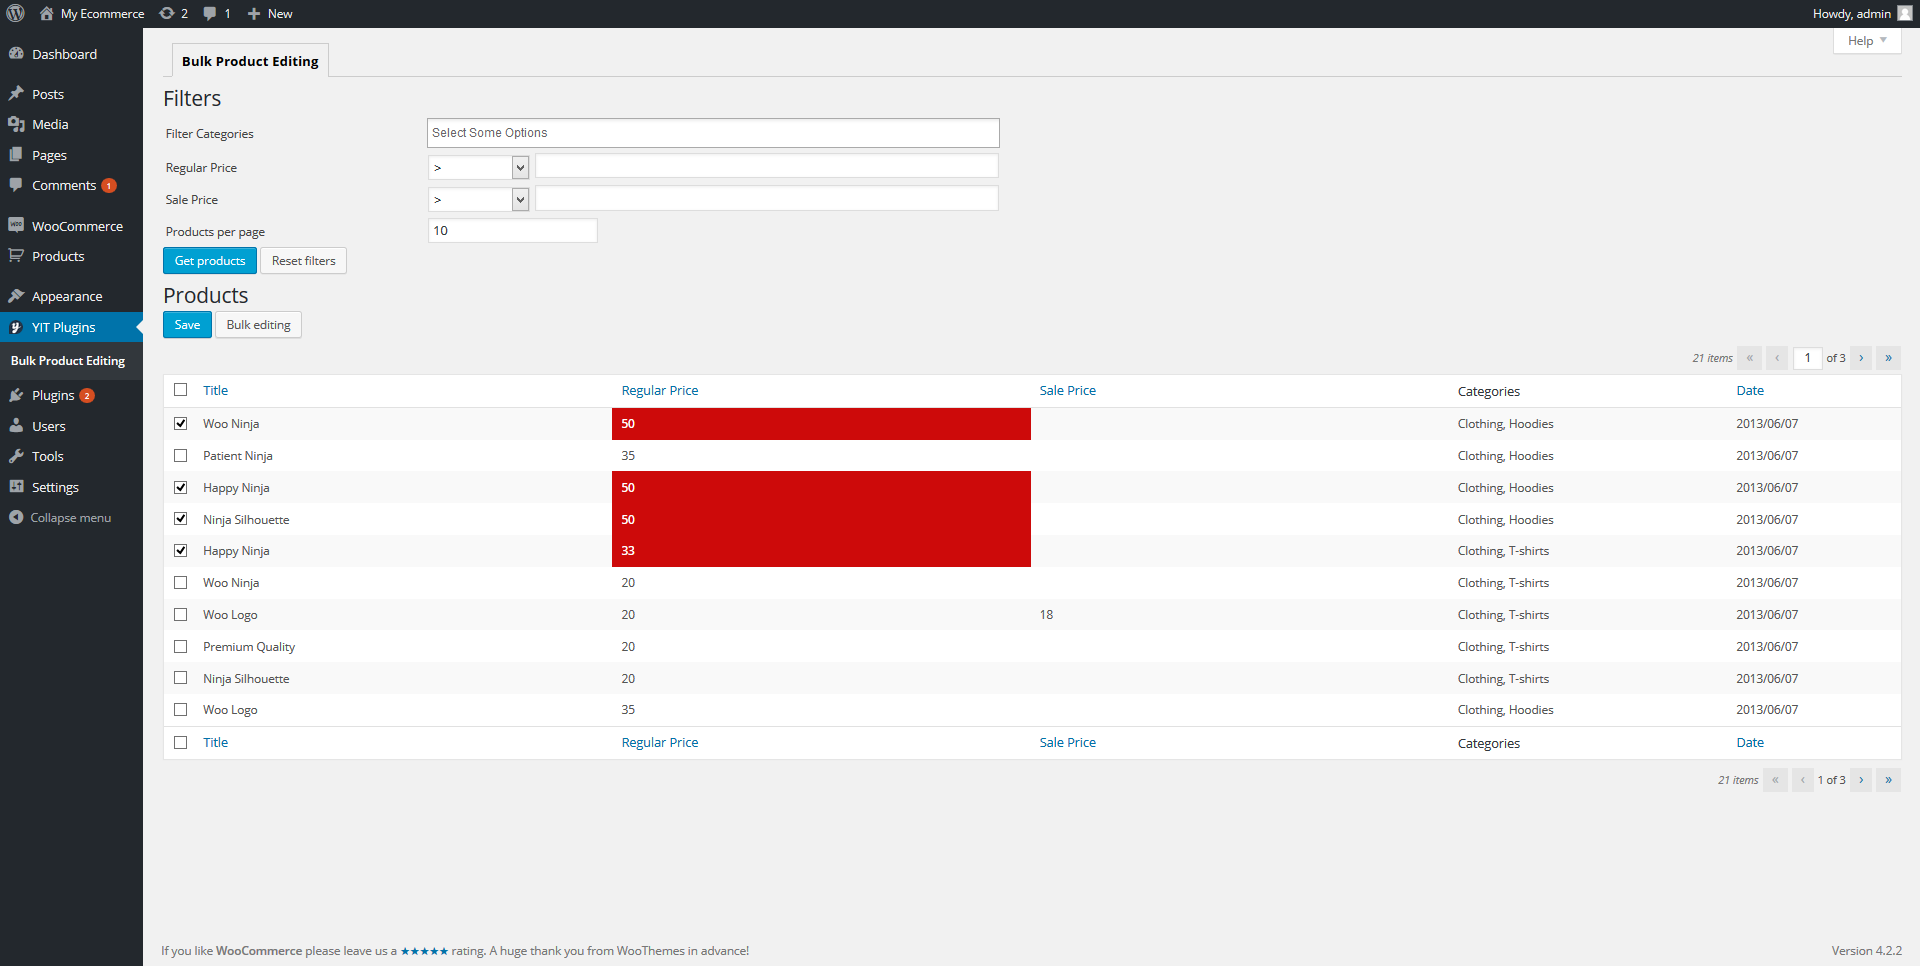 My Ecommerce 2 1 New Howdy, admin
Help
Dashboard
Posts
Media
Pages
Comments 1
WooCommerce
Products
Appearance
YIT Plugins
Bulk Product Editing
Plugins 2
Users
Tools
Settings
Collapse menu
Bulk Product Editing
Filters
Filter Categories Select Some Options
Regular Price >
Sale Price >
Products per page 10
Get products Reset filters
Products
Save Bulk editing
21 items « ‹ 1 of 3 › »
Title Regular Price Sale Price Categories Date
Woo Ninja 50 Clothing, Hoodies 2013/06/07
Patient Ninja 35 Clothing, Hoodies 2013/06/07
Happy Ninja 50 Clothing, Hoodies 2013/06/07
Ninja Silhouette 50 Clothing, Hoodies 2013/06/07
Happy Ninja 33 Clothing, T-shirts 2013/06/07
Woo Ninja 20 Clothing, T-shirts 2013/06/07
Woo Logo 20 18 Clothing, T-shirts 2013/06/07
Premium Quality 20 Clothing, T-shirts 2013/06/07
Ninja Silhouette 20 Clothing, T-shirts 2013/06/07
Woo Logo 35 Clothing, Hoodies 2013/06/07
Title Regular Price Sale Price Categories Date
21 items « ‹ 1 of 3 › »
If you like WooCommerce please leave us a ★★★★★ rating. A huge thank you from WooThemes in advance! Version 4.2.2